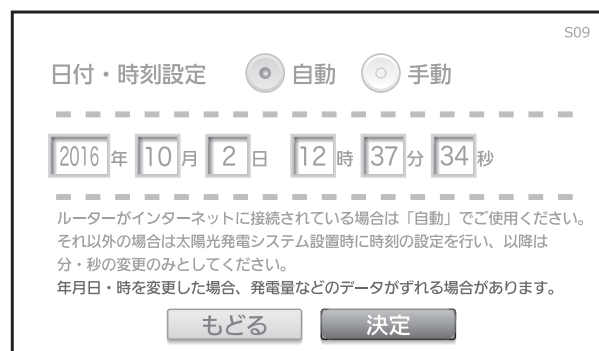 S09
日付・時刻設定 自動 手動
2016 年 10 月 2 日 12 時 37 分 34 秒
ルーターがインターネットに接続されている場合は「自動」でご使用ください。
それ以外の場合は太陽光発電システム設置時に時刻の設定を行い、以降は
分・秒の変更のみとしてください。
年月日・時を変更した場合、発電量などのデータがずれる場合があります。
もどる 決定